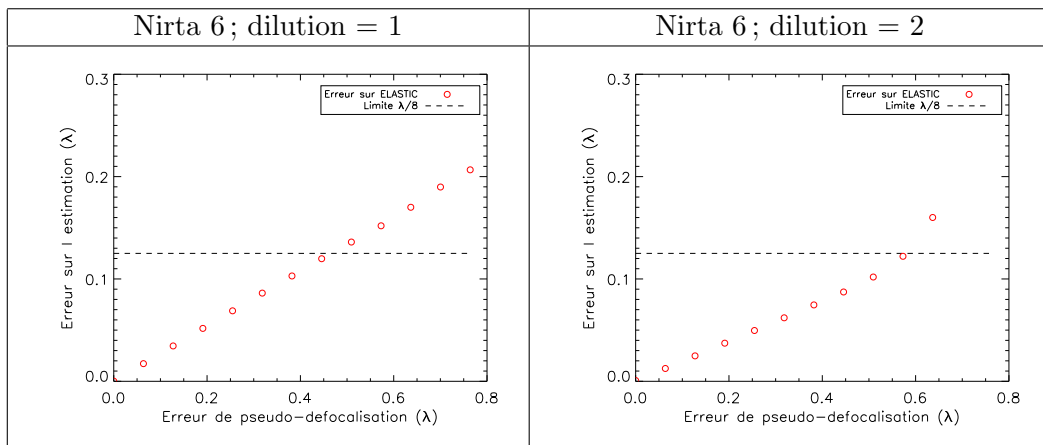 Nirta 6 ; dilution = 1
Nirta 6 ; dilution = 2
Erreur sur ELASTIC
Limite λ/8
Erreur sur l estimation (λ)
0.3
0.2
0.1
0.0
0.0 0.2 0.4 0.6 0.8
Erreur de pseudo-defocalisation (λ)
Erreur sur ELASTIC
Limite λ/8
Erreur sur l estimation (λ)
0.3
0.2
0.1
0.0
0.0 0.2 0.4 0.6 0.8
Erreur de pseudo-defocalisation (λ)